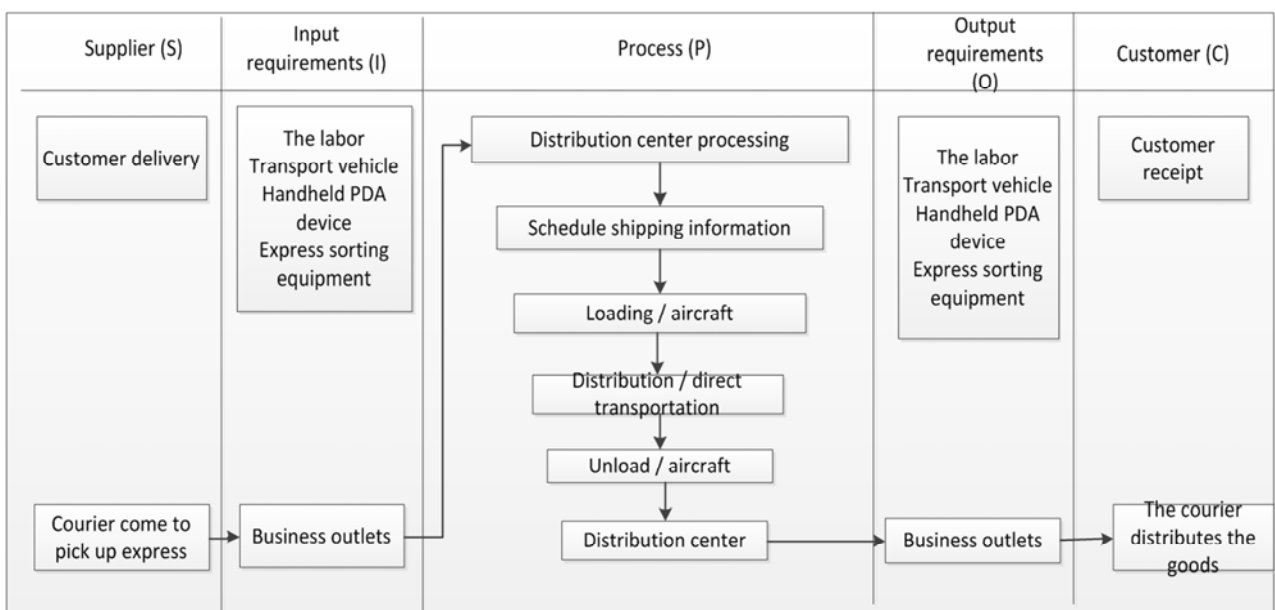 Supplier (S)
Input
requirements (I)
Process (P)
Output
requirements
(O)
Customer (C)
Customer delivery
The labor
Transport vehicle
Handheld PDA
device
Express sorting
equipment
Distribution center processing
Schedule shipping information
Loading / aircraft
Distribution / direct
transportation
Unload / aircraft
Distribution center
The labor
Transport vehicle
Handheld PDA
device
Express sorting
equipment
Customer
receipt
Courier come to
pick up express
Business outlets
Business outlets
The courier
distributes the
goods